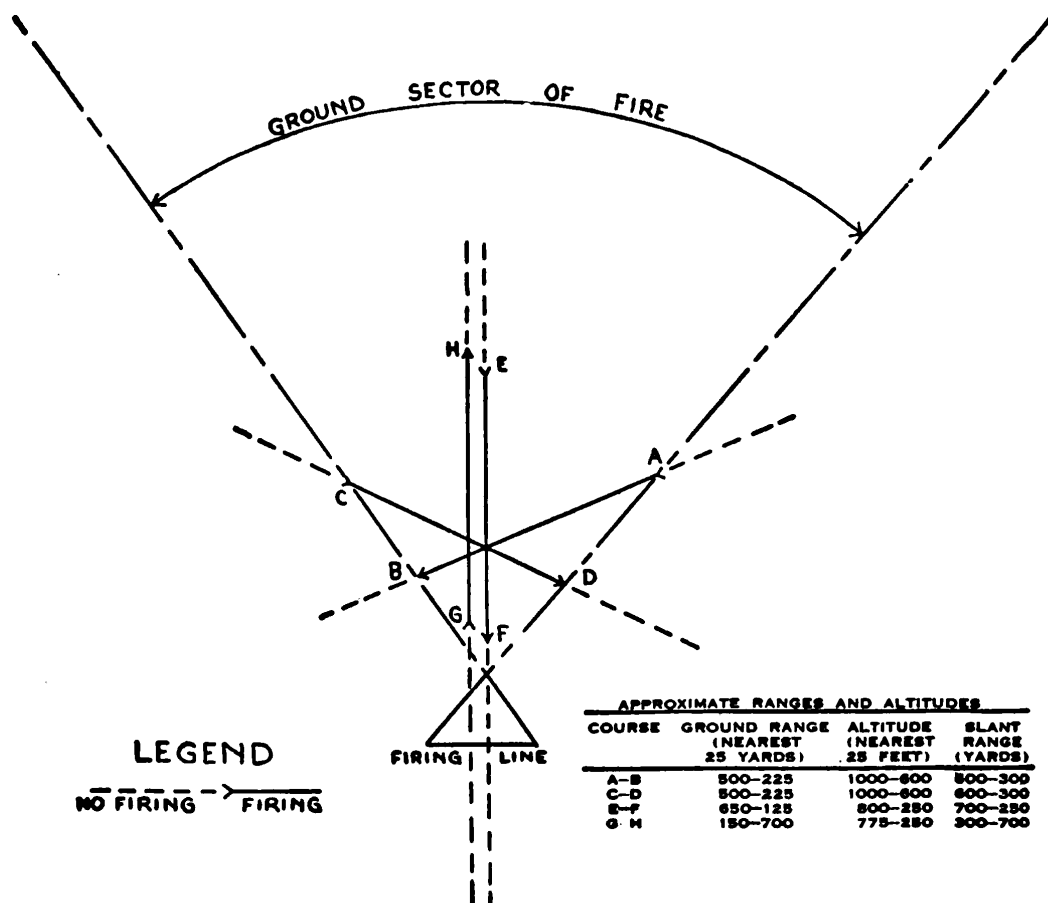 GROUND SECTOR OF FIRE
H
E
A
C
B
D
G
F
FIRING LINE
LEGEND
NO FIRING FIRING
APPROXIMATE RANGES AND ALTITUDES
COURSE GROUND RANGE ALTITUDE SLANT
(NEAREST (NEAREST RANGE
25 YARDS) 25 FEET) (YARDS)
A-B 500-225 1000-600 600-300
C-D 500-225 1000-600 600-300
E-F 650-125 800-250 700-250
G H 150-700 775-250 300-700